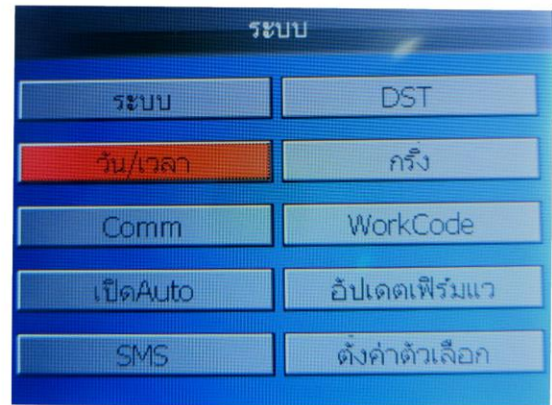 ระบบ
ระบบ DST
วัน/เวลา กริ่ง
Comm WorkCode
เปิดAuto อัปเดตเฟิร์มแว
SMS ตั้งค่าตัวเลือก